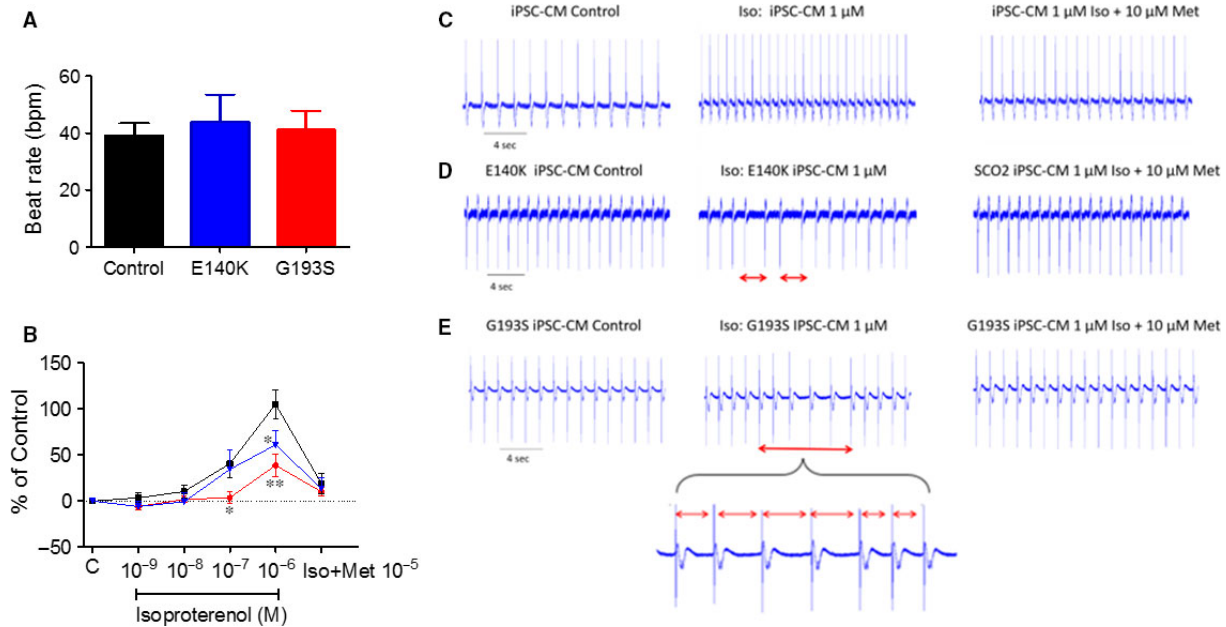 A
Beat rate (bpm)
60
40
20
0
Control
E140K
G193S
B
% of Control
150
100
50
0
−50
*
**
*
C
10⁻⁹
10⁻⁸
10⁻⁷
10⁻⁶
Iso+Met 10⁻⁵
Isoproterenol (M)
C
iPSC-CM Control
Iso: iPSC-CM 1 µM
iPSC-CM 1 µM Iso + 10 µM Met
4 sec
D
E140K iPSC-CM Control
Iso: E140K iPSC-CM 1 µM
SCO2 iPSC-CM 1 µM Iso + 10 µM Met
4 sec
E
G193S iPSC-CM Control
Iso: G193S IPSC-CM 1 µM
G193S iPSC-CM 1 µM Iso + 10 µM Met
4 sec